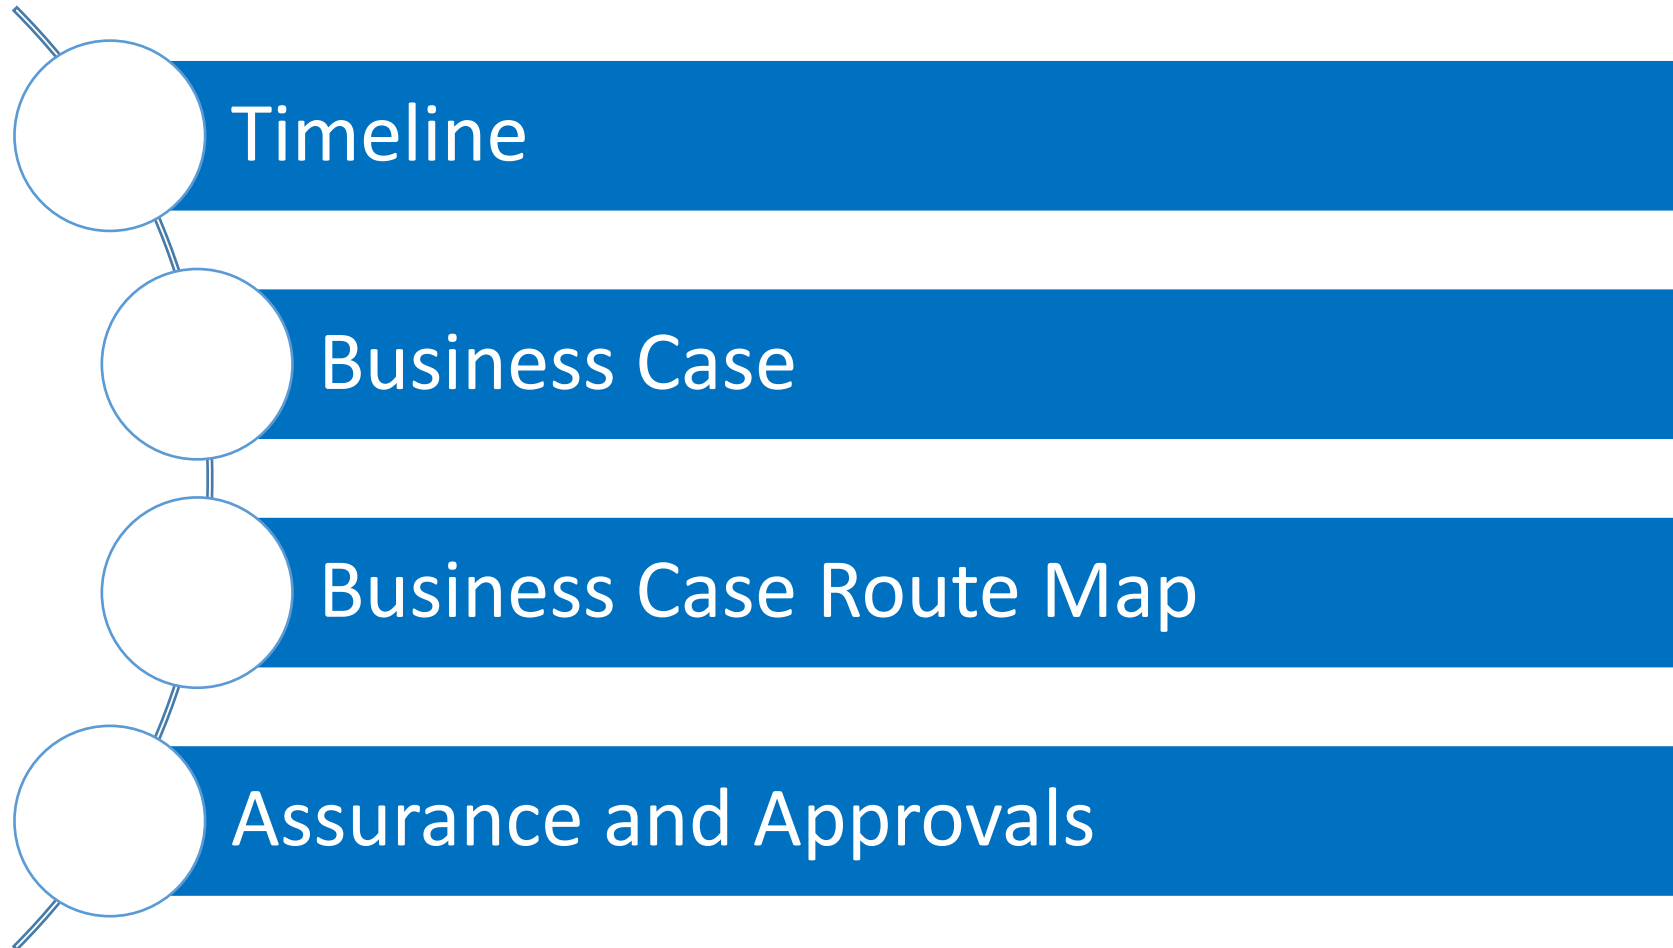 Timeline
Business Case
Business Case Route Map
Assurance and Approvals